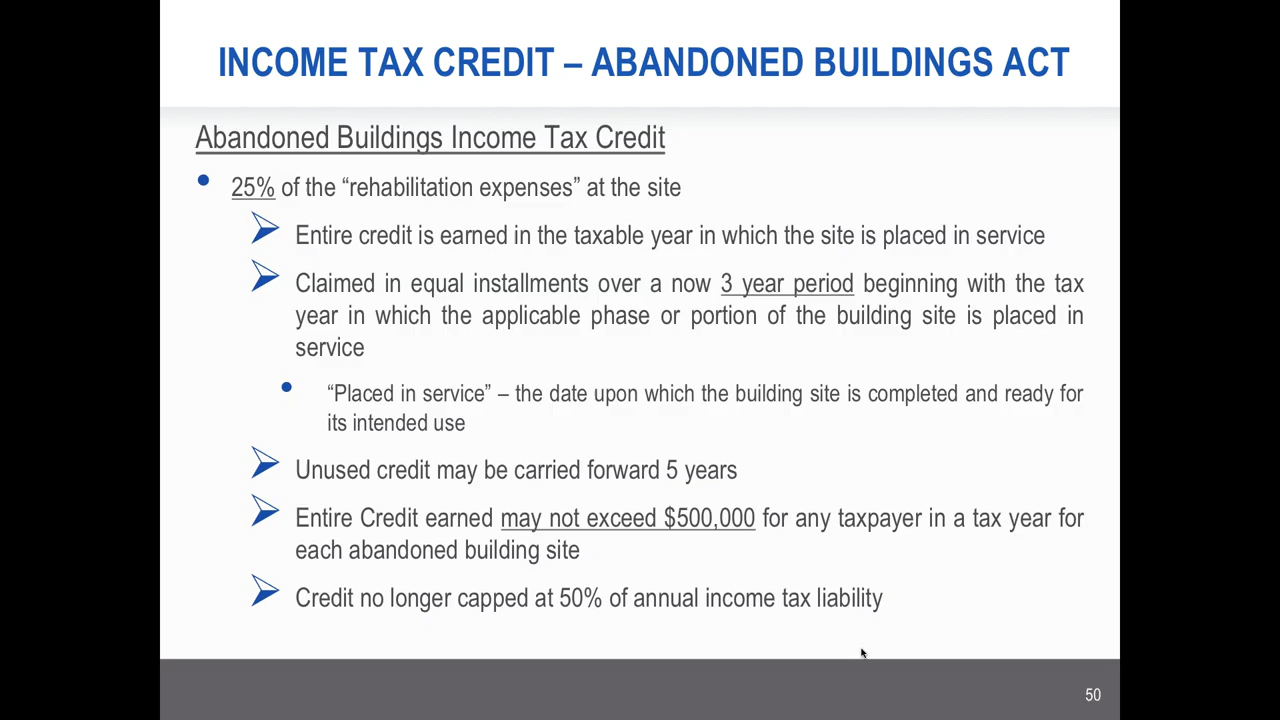 INCOME TAX CREDIT – ABANDONED BUILDINGS ACT
Abandoned Buildings Income Tax Credit
25% of the “rehabilitation expenses” at the site
Entire credit is earned in the taxable year in which the site is placed in service
Claimed in equal installments over a now 3 year period beginning with the tax
year in which the applicable phase or portion of the building site is placed in
service
“Placed in service” – the date upon which the building site is completed and ready for
its intended use
Unused credit may be carried forward 5 years
Entire Credit earned may not exceed $500,000 for any taxpayer in a tax year for
each abandoned building site
Credit no longer capped at 50% of annual income tax liability
50